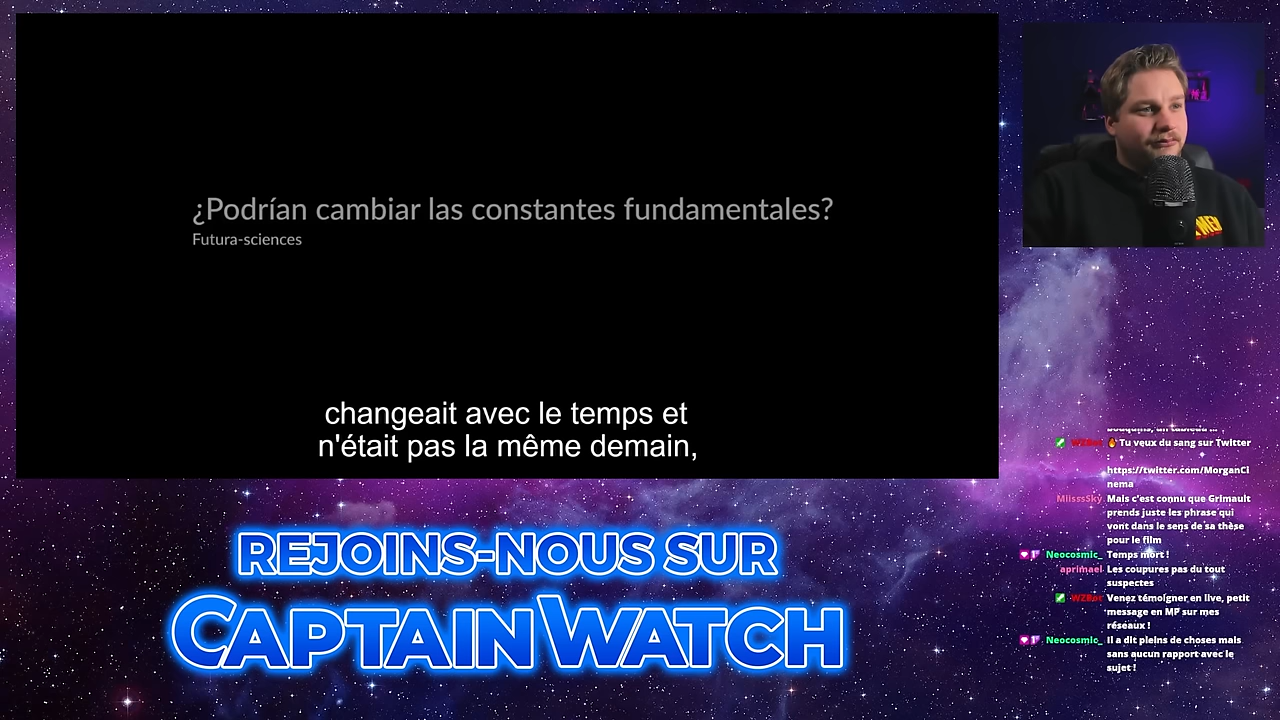 ¿Podrían cambiar las constantes fundamentales?
Futura-sciences
changeait avec le temps et
n'était pas la même demain,
REJOINS-NOUS SUR
CAPTAINWATCH
WZBot 🔥 Tu veux du sang sur Twitter
https://twitter.com/MorganCi
nema
MiisssSky Mais c'est connu que Grimault
prends juste les phrase qui
vont dans le sens de sa thèse
pour le film
Neocosmic_ Temps mort !
aprimael Les coupures pas du tout
suspectes
WZBot Venez témoigner en live, petit
message en MP sur mes
réseaux !
Neocosmic_ Il a dit pleins de choses mais
sans aucun rapport avec le
sujet !